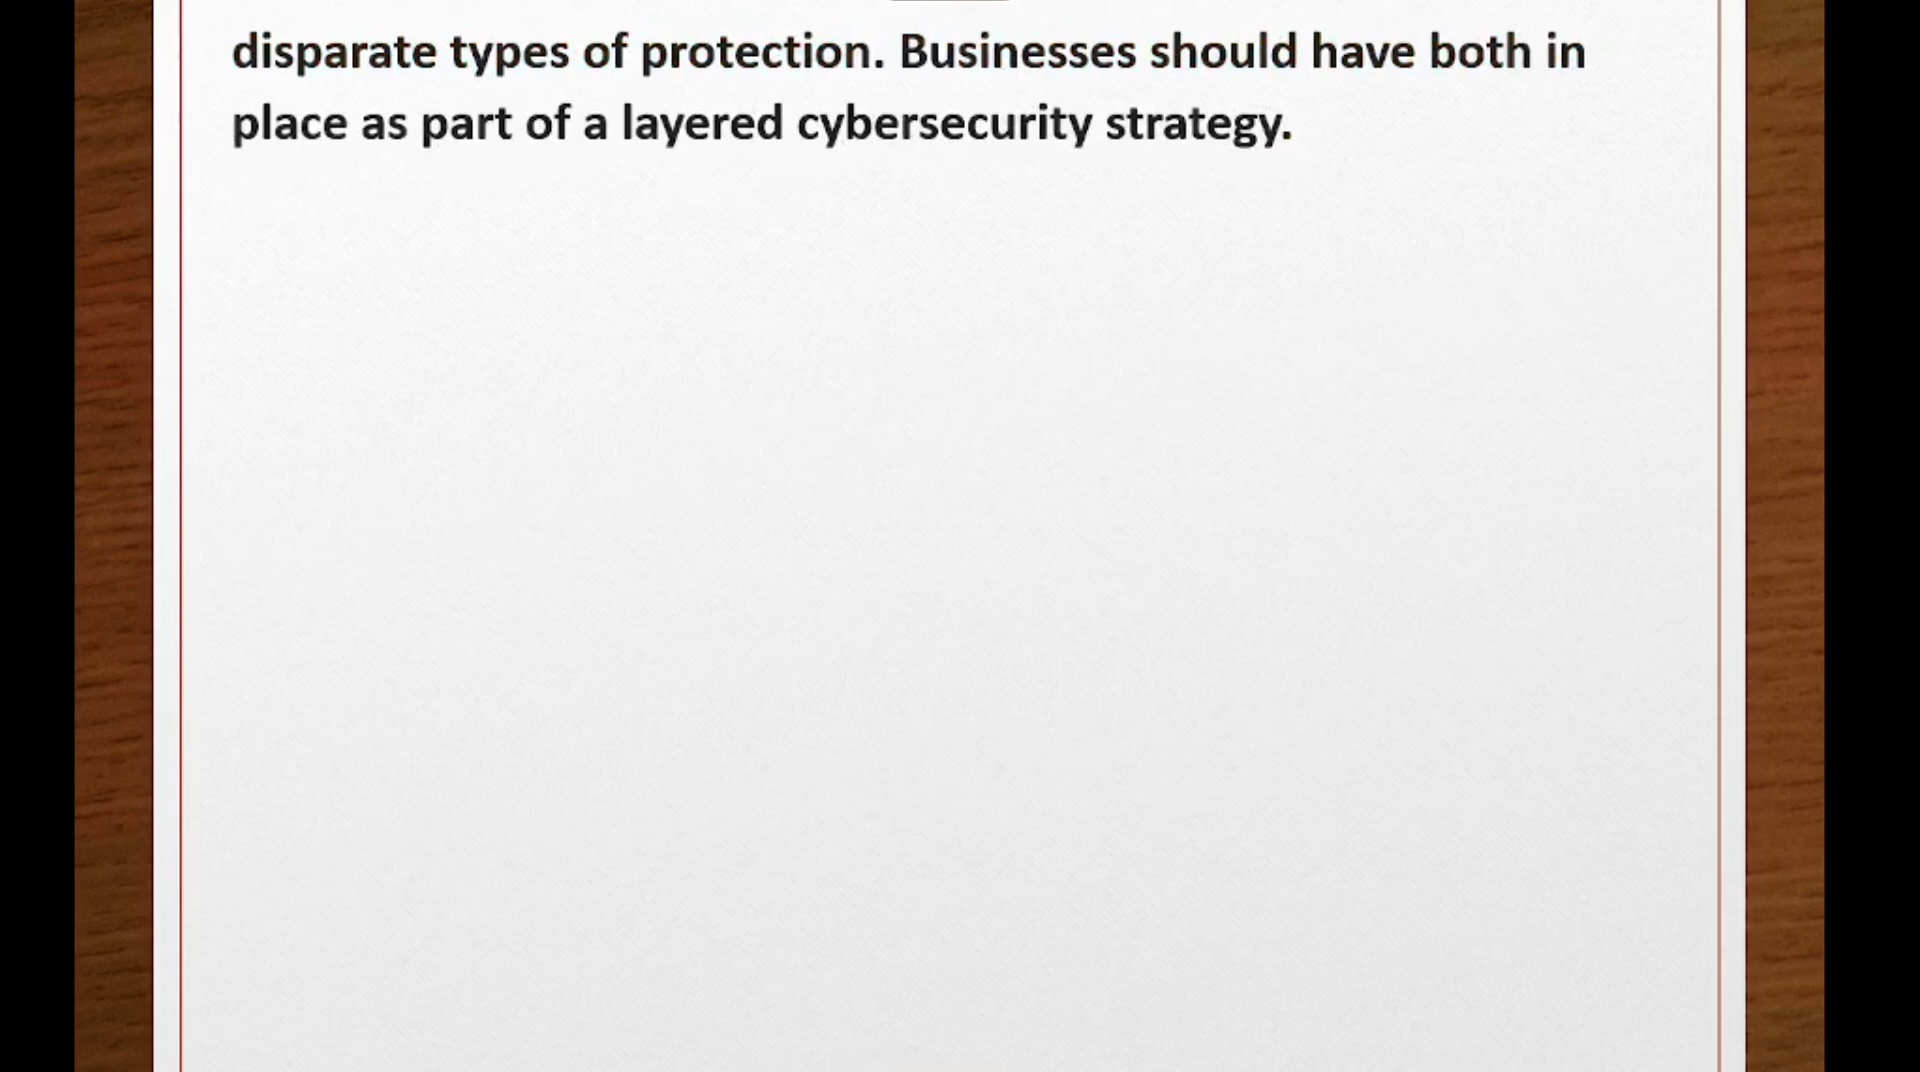 disparate types of protection. Businesses should have both in
place as part of a layered cybersecurity strategy.